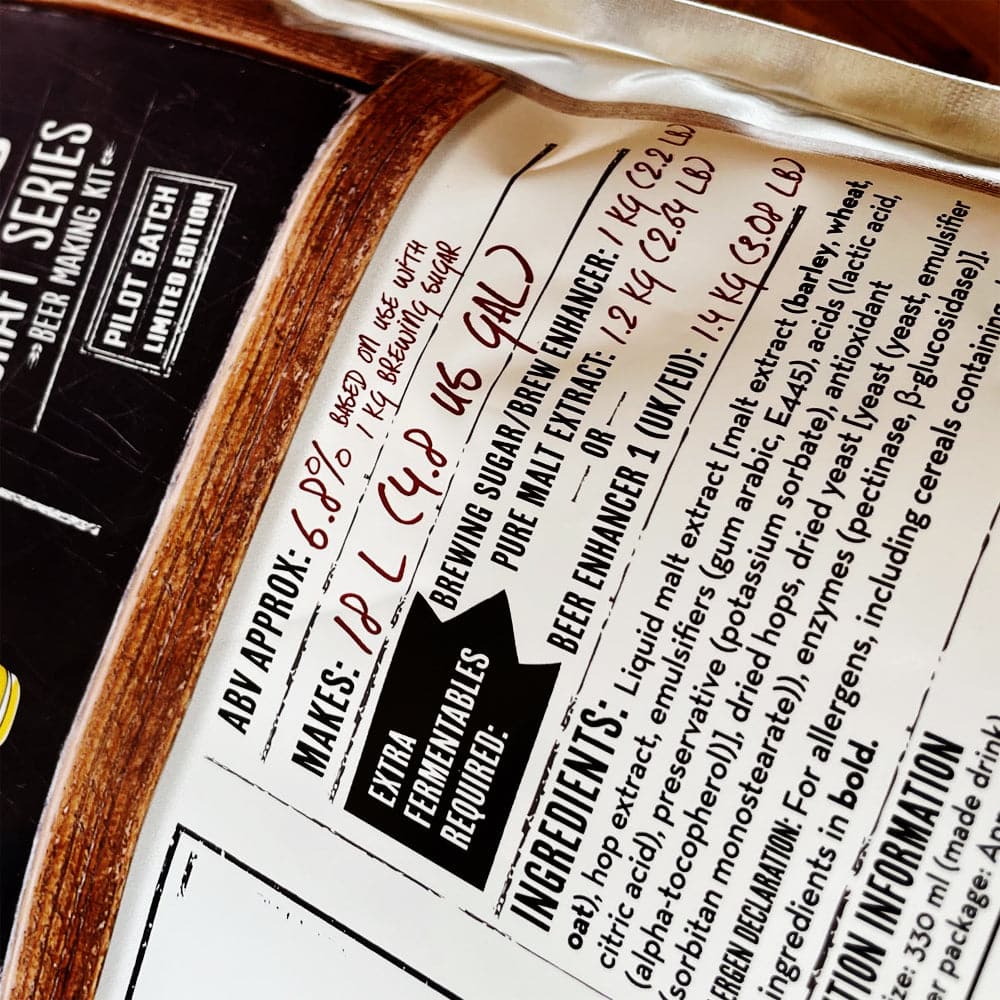 SERIES
BEER MAKING KIT
PILOT BATCH
LIMITED EDITION
ABV APPROX: 6.8% BASED ON USE WITH
1 KG BREWING SUGAR
MAKES: 18 L (4.8 US GAL)
EXTRA
FERMENTABLES
REQUIRED:
BREWING SUGAR/BREW ENHANCER: 1 KG (2.2 LB)
PURE MALT EXTRACT: 1.2 KG (2.64 LB)
— OR —
BEER ENHANCER 1 (UK/EU): 1.4 KG (3.08 LB)
INGREDIENTS: Liquid malt extract [malt extract (barley, wheat,
oat), hop extract, emulsifiers (gum arabic, E445), acids (lactic acid,
citric acid), preservative (potassium sorbate), antioxidant
(alpha-tocopherol)], dried hops, dried yeast [yeast (yeast, emulsifier
(sorbitan monostearate)), enzymes (pectinase, β-glucosidase)].
DECLARATION: For allergens, including cereals containing
ingredients in bold.
INFORMATION
330 ml (made drink)
package: